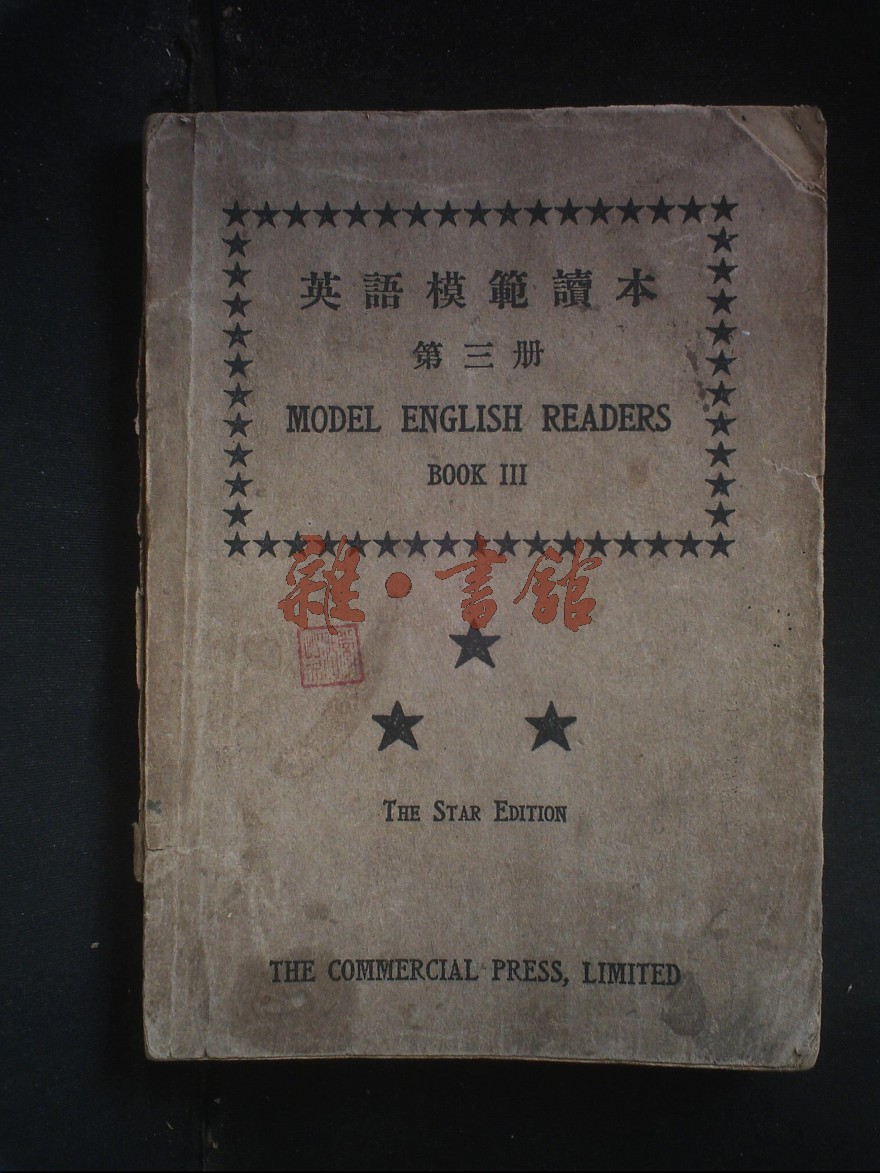 英語模範讀本
第三册
MODEL ENGLISH READERS
BOOK III
雜·書館
THE STAR EDITION
THE COMMERCIAL PRESS, LIMITED